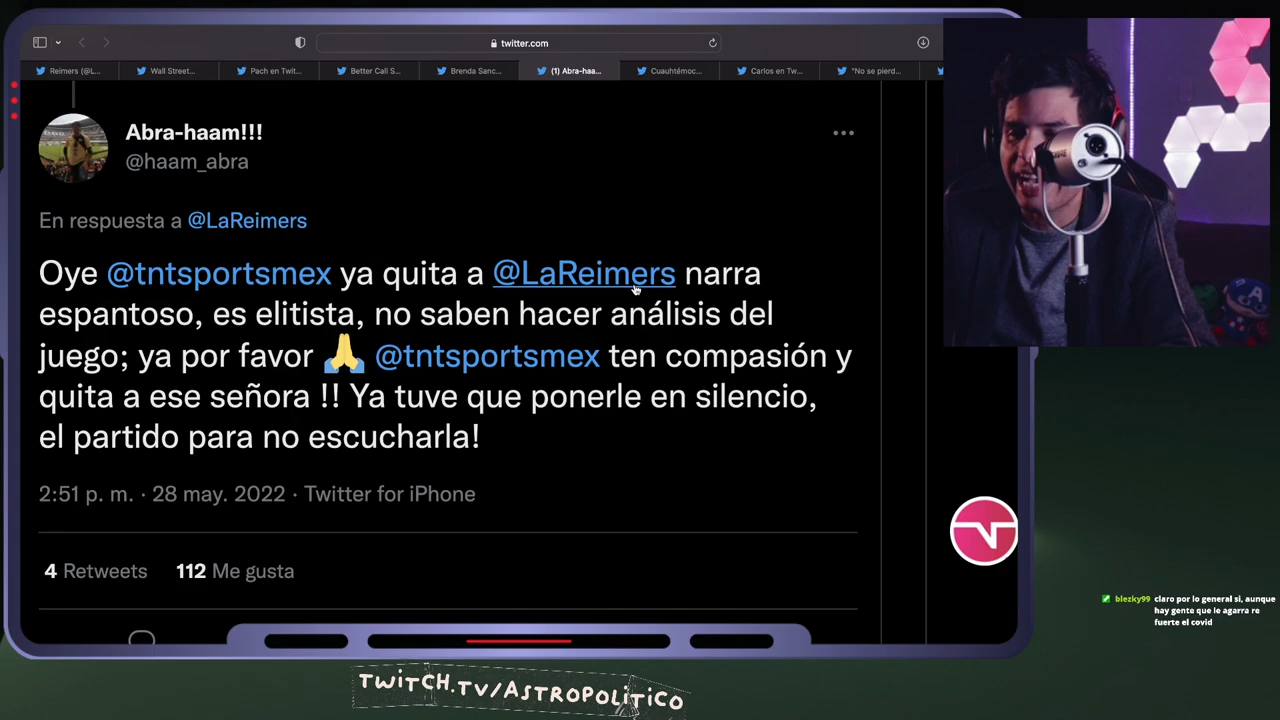 twitter.com
Reimers (@L...
Wall Street...
Pach en Twit...
Better Call S...
Brenda Sanc...
(1) Abra-haa...
Cuauhtémoc...
Carlos en Tw...
"No se pierd...
Abra-haam!!!
@haam_abra
En respuesta a @LaReimers
Oye @tntsportsmex ya quita a @LaReimers narra
espantoso, es elitista, no saben hacer análisis del
juego; ya por favor 🙏 @tntsportsmex ten compasión y
quita a ese señora !! Ya tuve que ponerle en silencio,
el partido para no escucharla!
2:51 p. m. · 28 may. 2022 · Twitter for iPhone
4 Retweets 112 Me gusta
blezky99 claro por lo general si, aunque
hay gente que le agarra re
fuerte el covid
TWiTCH.TV/ASTROPOLiTiCO